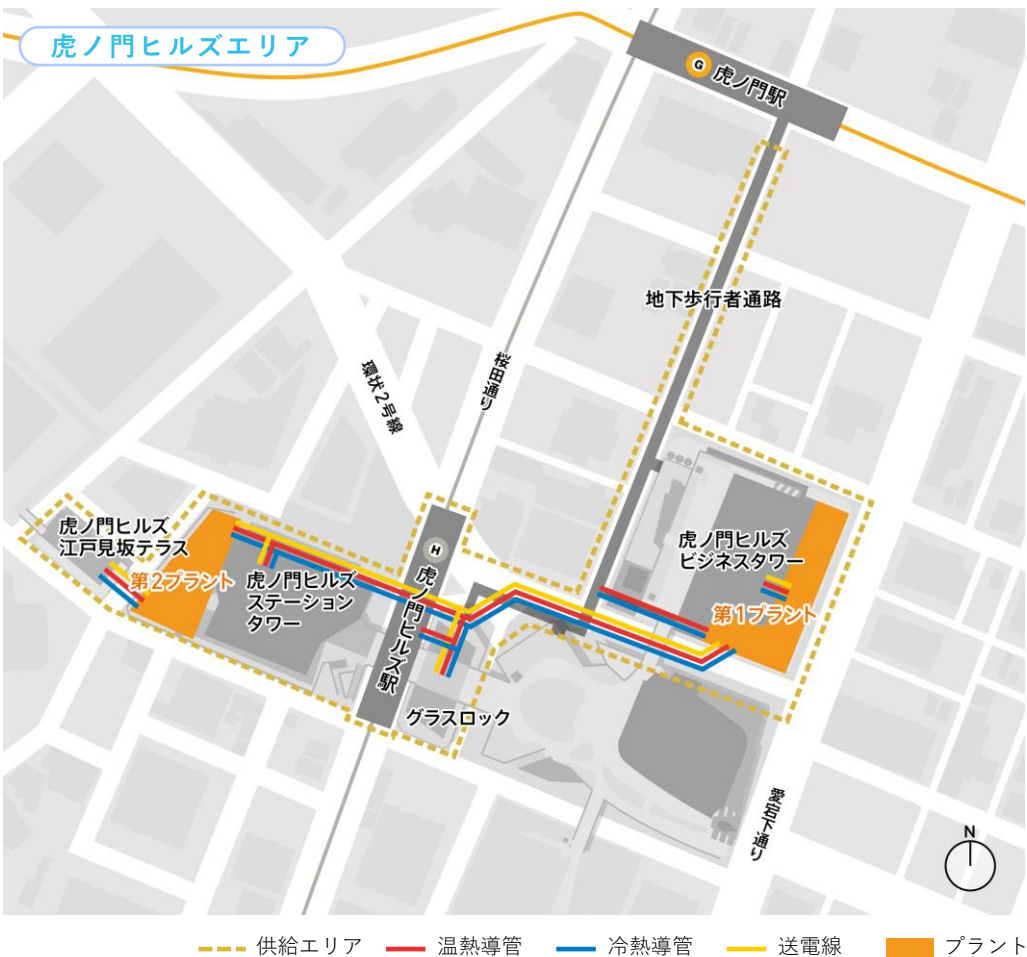 虎ノ門ヒルズエリア
G
虎ノ門駅
地下歩行者通路
桜田通り
環状2号線
虎ノ門ヒルズ
江戸見坂テラス
第2プラント
虎ノ門ヒルズ
ステーション
タワー
H
虎ノ門ヒルズ駅
虎ノ門ヒルズ
ビジネスタワー
第1プラント
グラスロック
愛宕下通り
N
供給エリア
温熱導管
冷熱導管
送電線
プラント